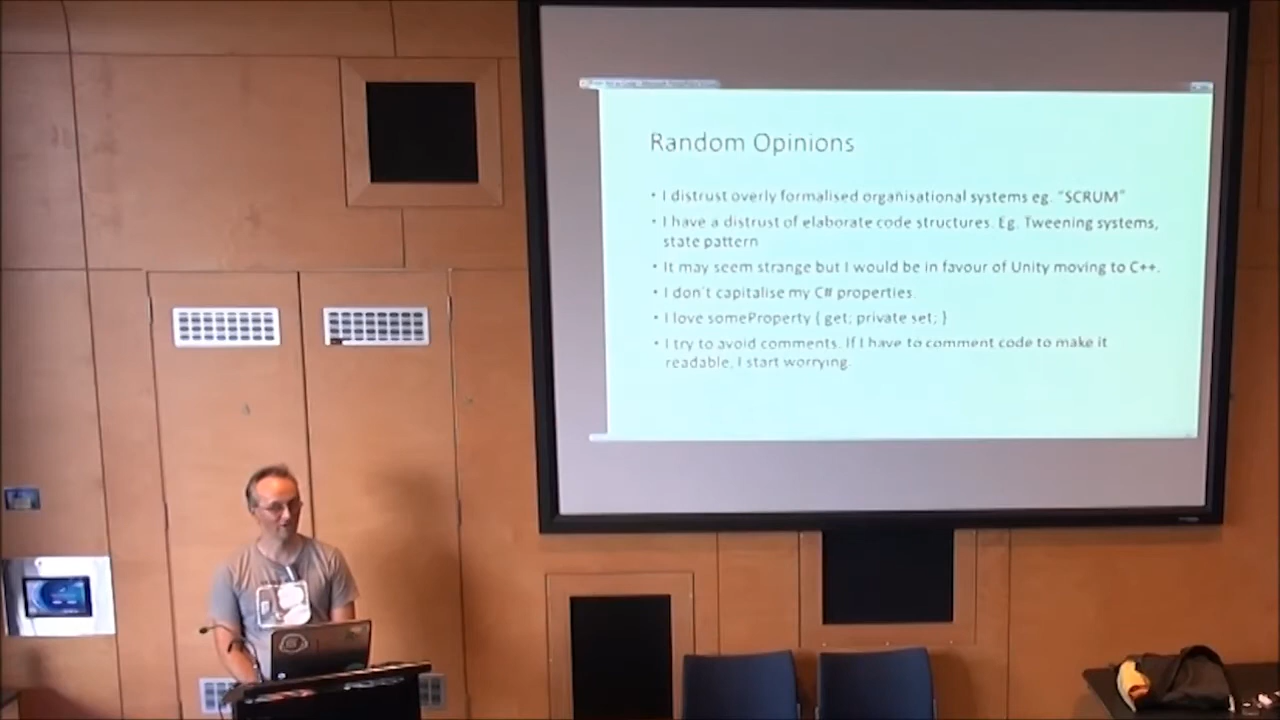 Random Opinions
• I distrust overly formalised organisational systems eg. "SCRUM"
• I have a distrust of elaborate code structures. Eg. Tweening systems,
state pattern
• It may seem strange but I would be in favour of Unity moving to C++.
• I don't capitalise my C# properties.
• I love someProperty { get; private set; }
• I try to avoid comments. If I have to comment code to make it
readable, I start worrying.